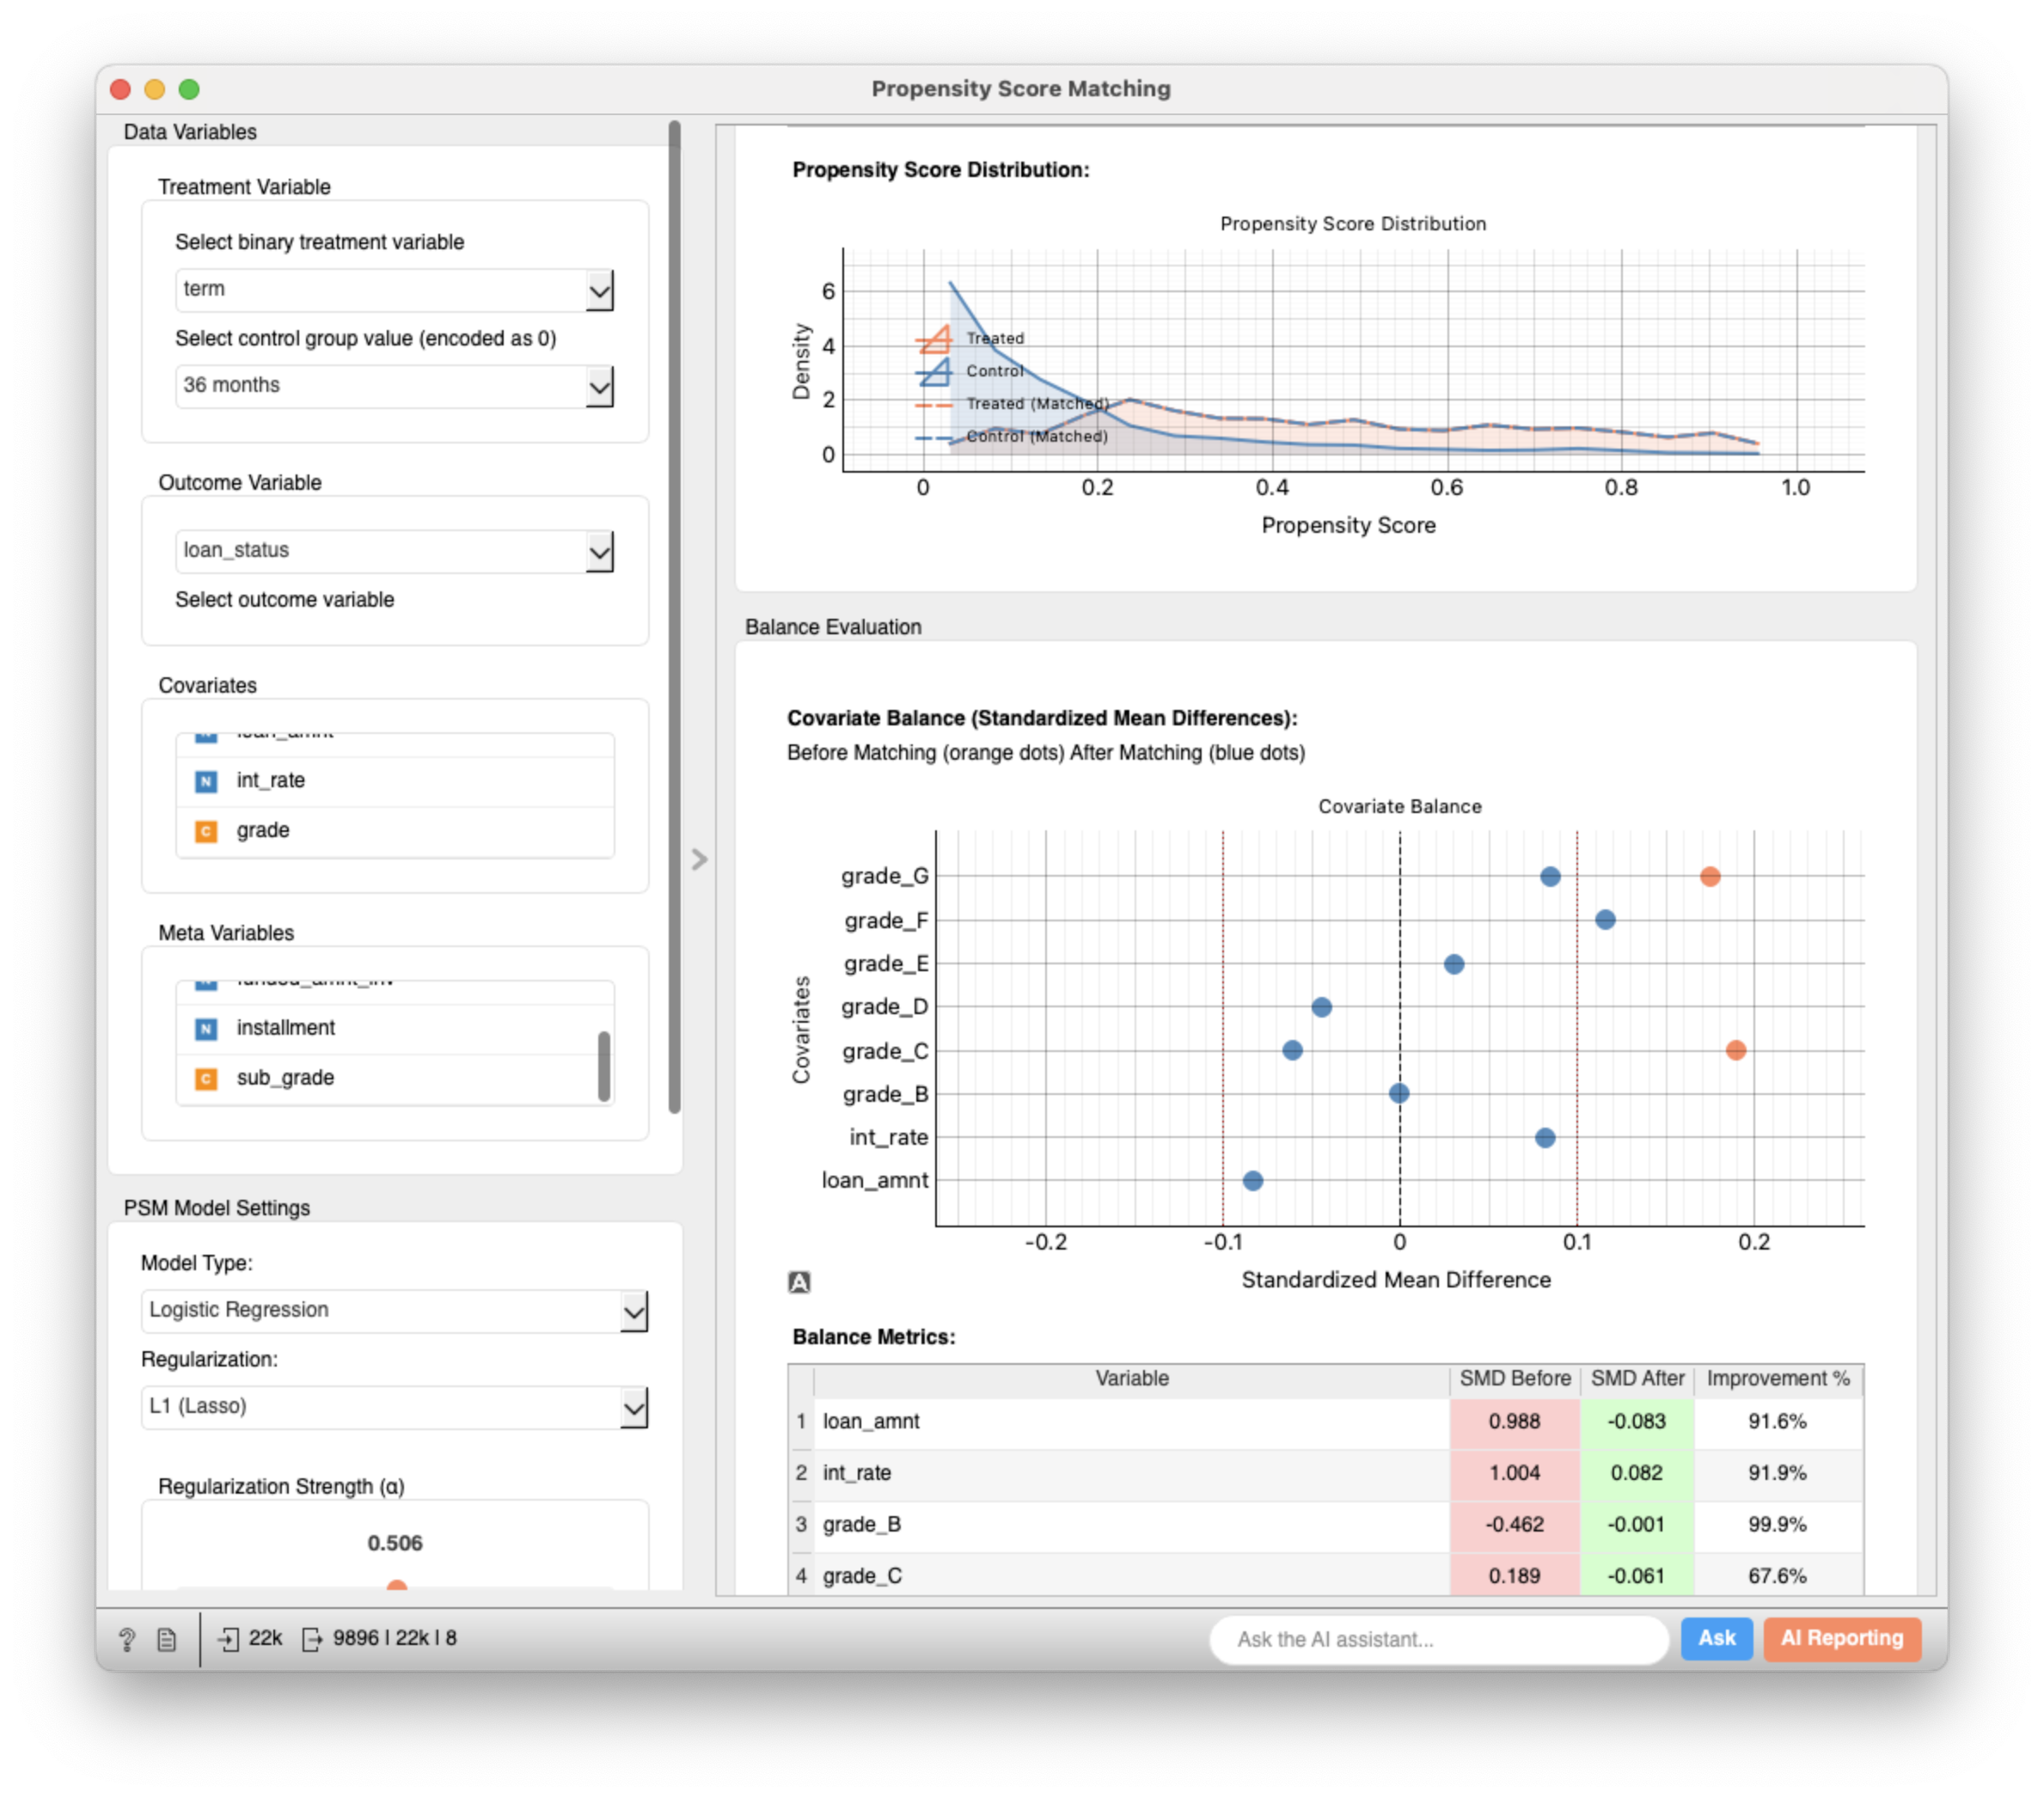 Propensity Score Matching
Data Variables
Treatment Variable
Select binary treatment variable
term
Select control group value (encoded as 0)
36 months
Outcome Variable
loan_status
Select outcome variable
Covariates
loan_amnt
N int_rate
C grade
Meta Variables
funded_amnt_inv
N installment
C sub_grade
PSM Model Settings
Model Type:
Logistic Regression
Regularization:
L1 (Lasso)
Regularization Strength (α)
0.506
Propensity Score Distribution:
Propensity Score Distribution
Density
6
4
2
0
Treated
Control
Treated (Matched)
Control (Matched)
0 0.2 0.4 0.6 0.8 1.0
Propensity Score
Balance Evaluation
Covariate Balance (Standardized Mean Differences):
Before Matching (orange dots) After Matching (blue dots)
Covariate Balance
Covariates
grade_G
grade_F
grade_E
grade_D
grade_C
grade_B
int_rate
loan_amnt
-0.2 -0.1 0 0.1 0.2
A
Standardized Mean Difference
Balance Metrics:
Variable SMD Before SMD After Improvement %
1 loan_amnt 0.988 -0.083 91.6%
2 int_rate 1.004 0.082 91.9%
3 grade_B -0.462 -0.001 99.9%
4 grade_C 0.189 -0.061 67.6%
? 22k 9896 | 22k | 8
Ask the AI assistant... Ask AI Reporting